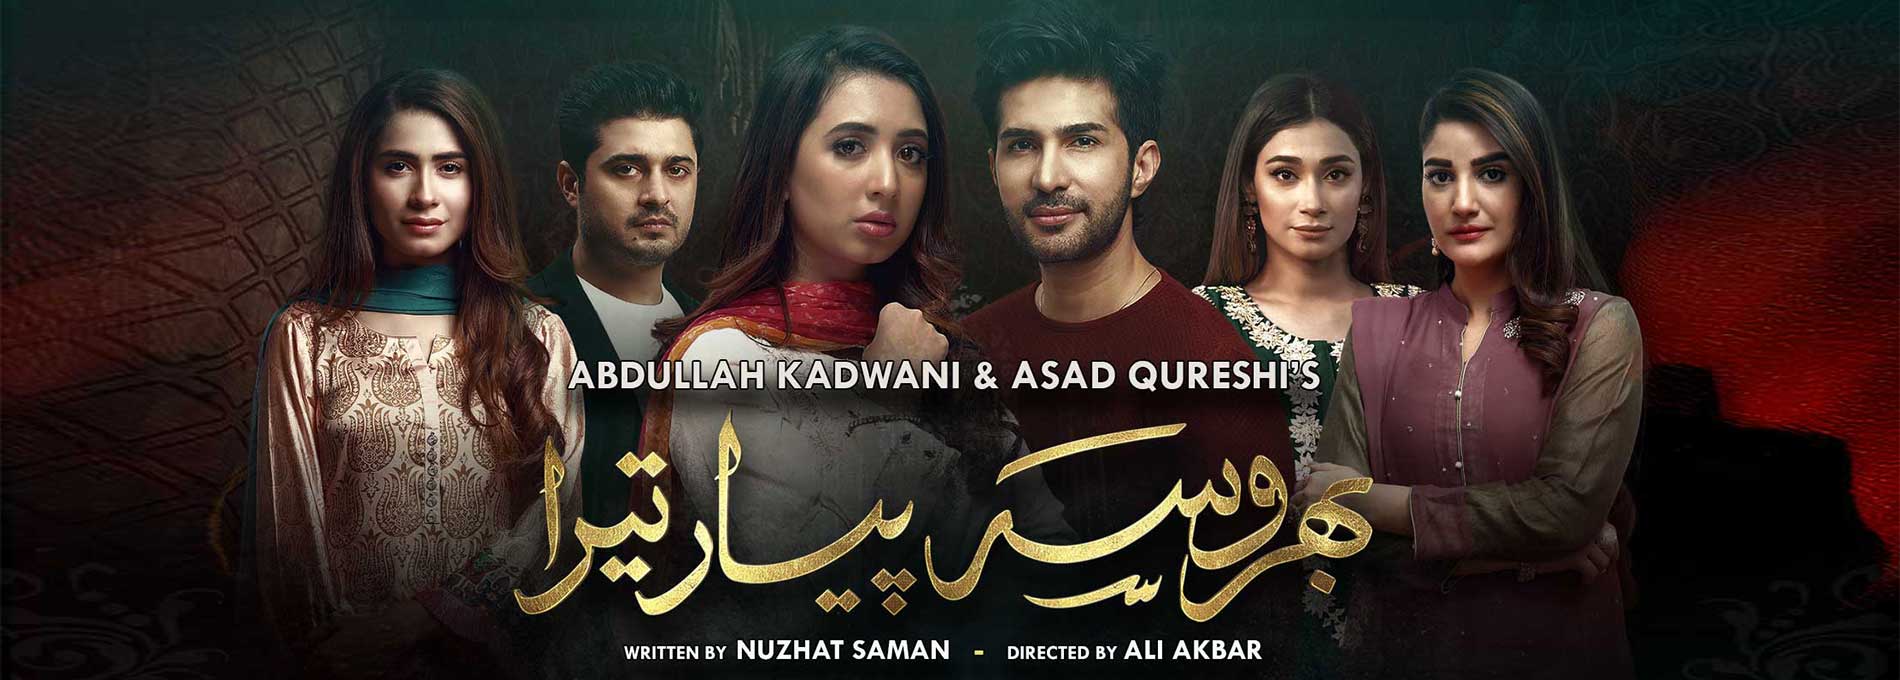 ABDULLAH KADWANI & ASAD QURESHI'S
بھروسہ پیار تیرا
WRITTEN BY NUZHAT SAMAN - DIRECTED BY ALI AKBAR